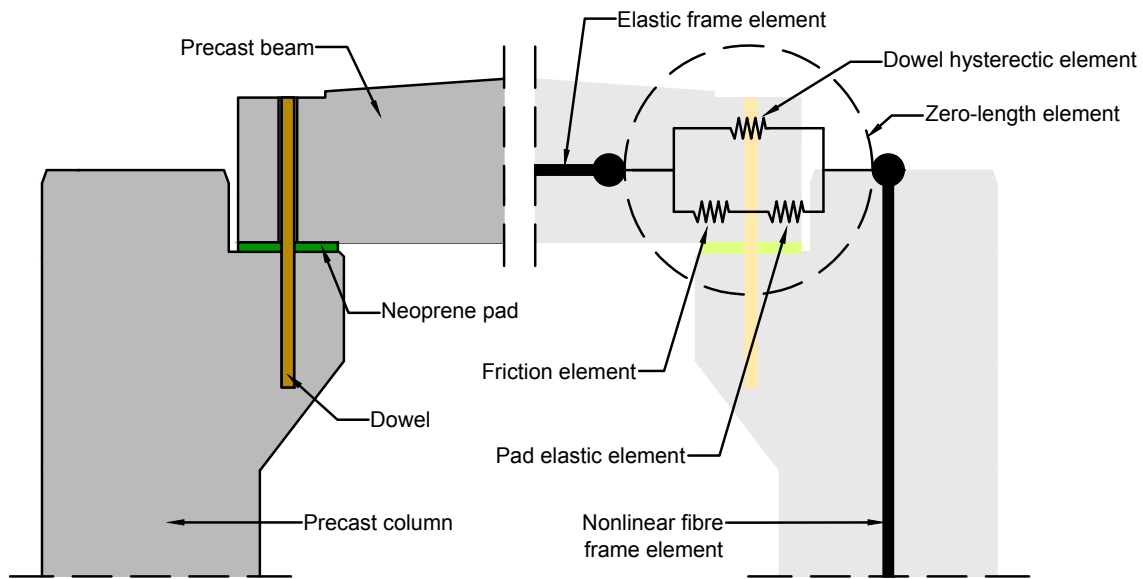 Elastic frame element
Precast beam
Dowel hysterectic element
Zero-length element
Neoprene pad
Friction element
Dowel
Pad elastic element
Precast column
Nonlinear fibre
frame element